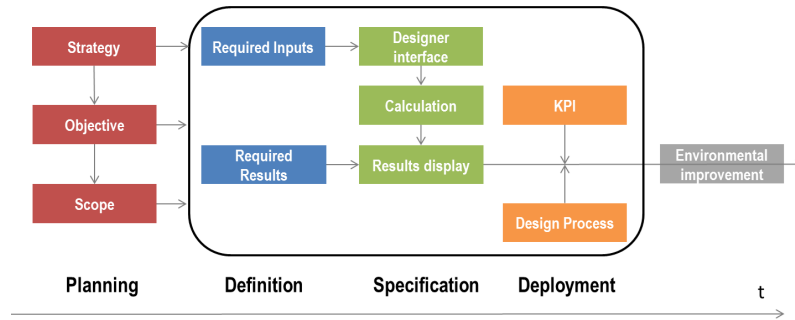 Strategy
Required Inputs
Designer
interface
Objective
Calculation
KPI
Required
Results
Results display
Environmental
improvement
Scope
Design Process
Planning
Definition
Specification
Deployment
t